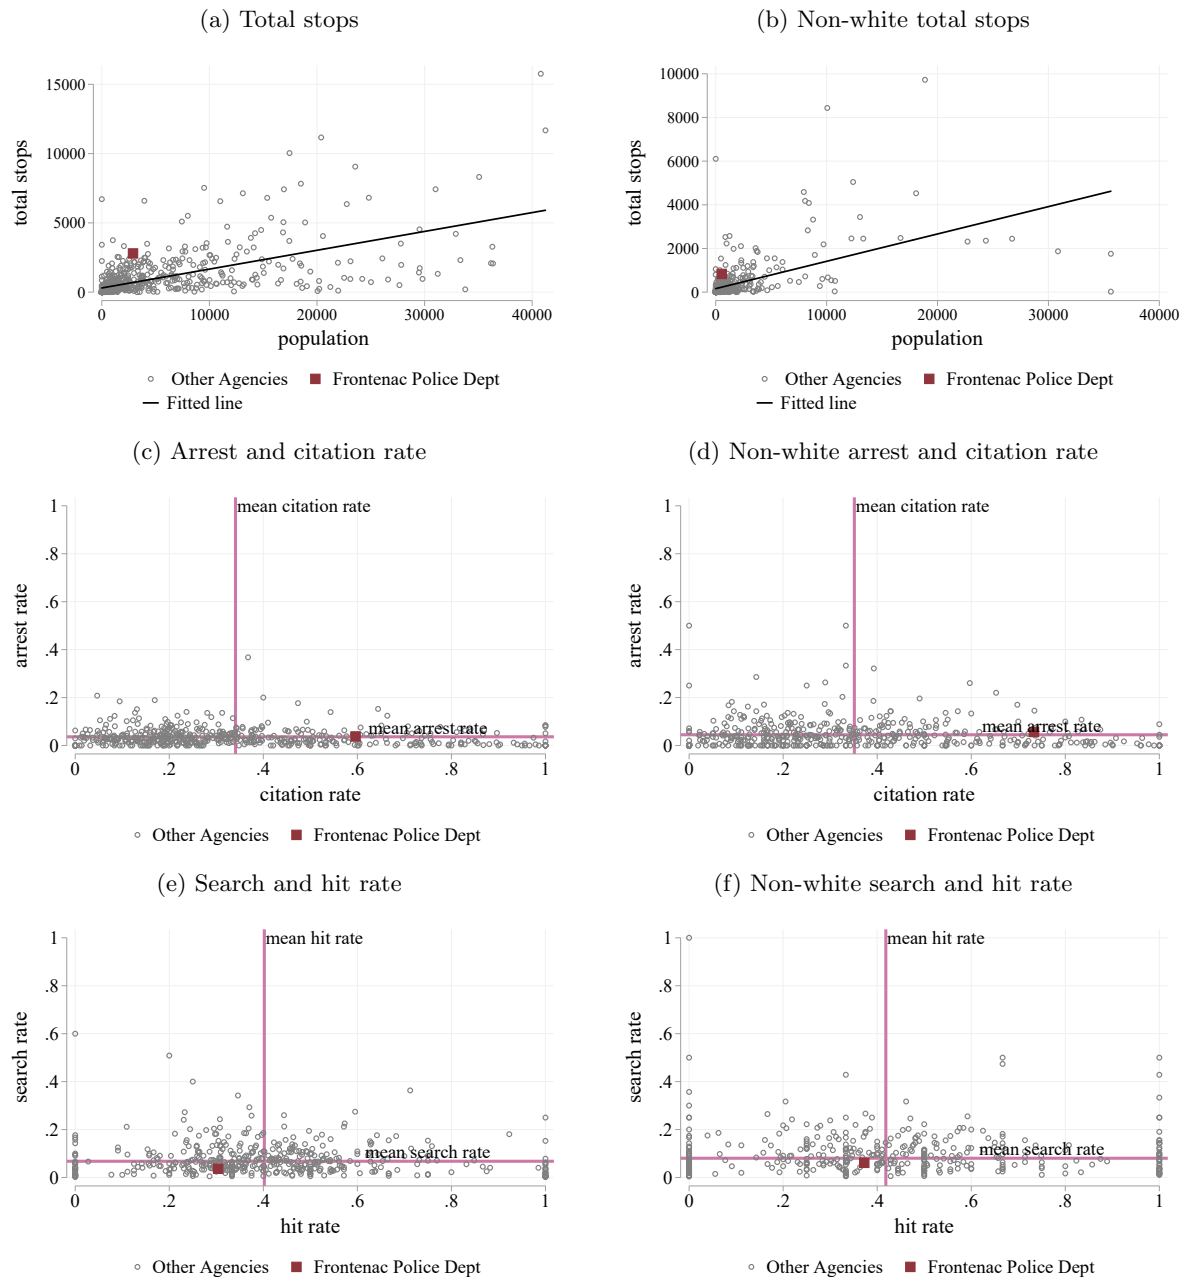 (a) Total stops
(b) Non-white total stops
total stops
15000
10000
5000
0
0 10000 20000 30000 40000
population
Other Agencies Frontenac Police Dept
Fitted line
total stops
10000
8000
6000
4000
2000
0
0 10000 20000 30000 40000
population
Other Agencies Frontenac Police Dept
Fitted line
(c) Arrest and citation rate
(d) Non-white arrest and citation rate
arrest rate
1
.8
.6
.4
.2
0
mean citation rate
mean arrest rate
0 .2 .4 .6 .8 1
citation rate
Other Agencies Frontenac Police Dept
arrest rate
1
.8
.6
.4
.2
0
mean citation rate
mean arrest rate
0 .2 .4 .6 .8 1
citation rate
Other Agencies Frontenac Police Dept
(e) Search and hit rate
(f) Non-white search and hit rate
search rate
1
.8
.6
.4
.2
0
mean hit rate
mean search rate
0 .2 .4 .6 .8 1
hit rate
Other Agencies Frontenac Police Dept
search rate
1
.8
.6
.4
.2
0
mean hit rate
mean search rate
0 .2 .4 .6 .8 1
hit rate
Other Agencies Frontenac Police Dept